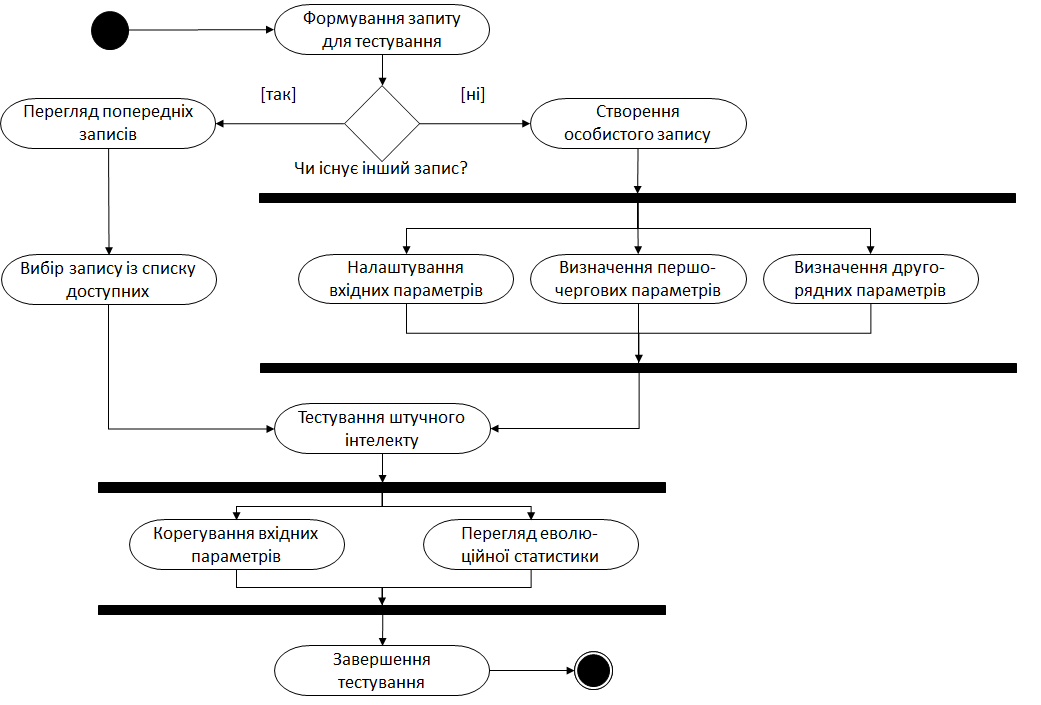 Формування запиту
для тестування
[так]
[ні]
Перегляд попередніх
записів
Створення
особистого запису
Чи існує інший запис?
Вибір запису із списку
доступних
Налаштування
вхідних параметрів
Визначення першо-
чергових параметрів
Визначення друго-
рядних параметрів
Тестування штучного
інтелекту
Корегування вхідних
параметрів
Перегляд еволю-
ційної статистики
Завершення
тестування